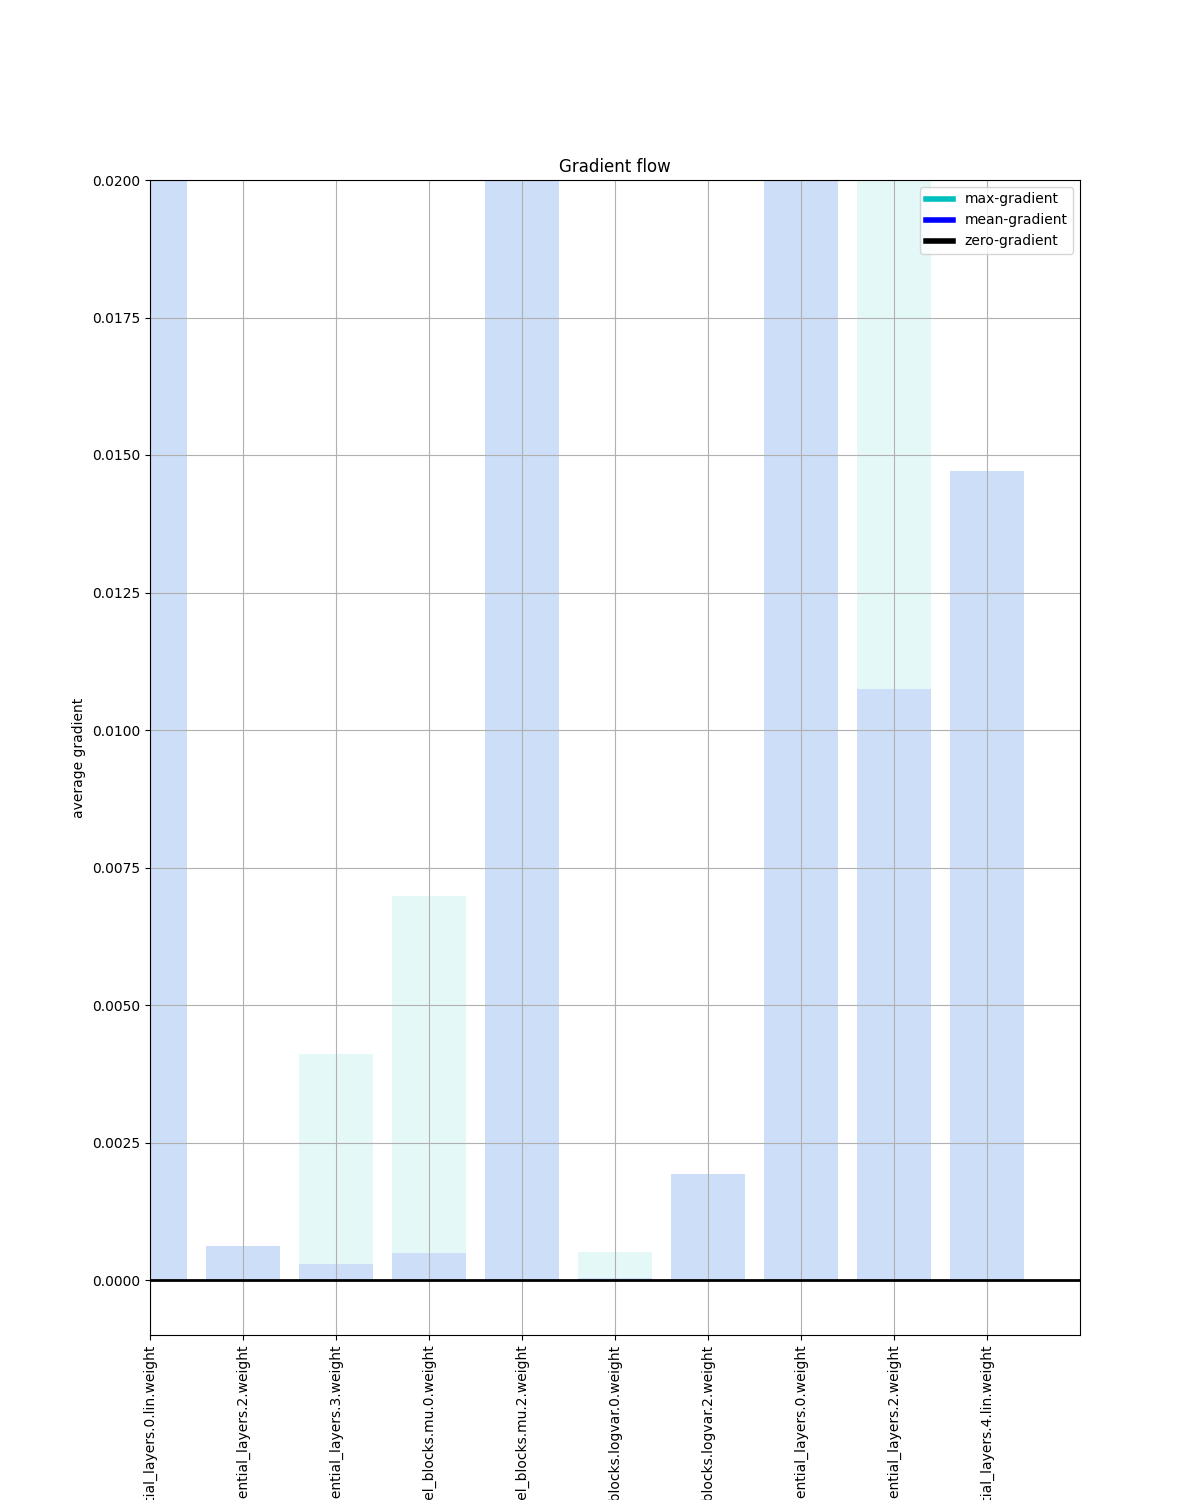 Gradient flow
max-gradient
mean-gradient
zero-gradient
0.0200
0.0175
0.0150
0.0125
0.0100
0.0075
0.0050
0.0025
0.0000
average gradient
tial_layers.0.lin.weight
ential_layers.2.weight
ential_layers.3.weight
el_blocks.mu.0.weight
el_blocks.mu.2.weight
blocks.logvar.0.weight
blocks.logvar.2.weight
ential_layers.0.weight
ential_layers.2.weight
tial_layers.4.lin.weight